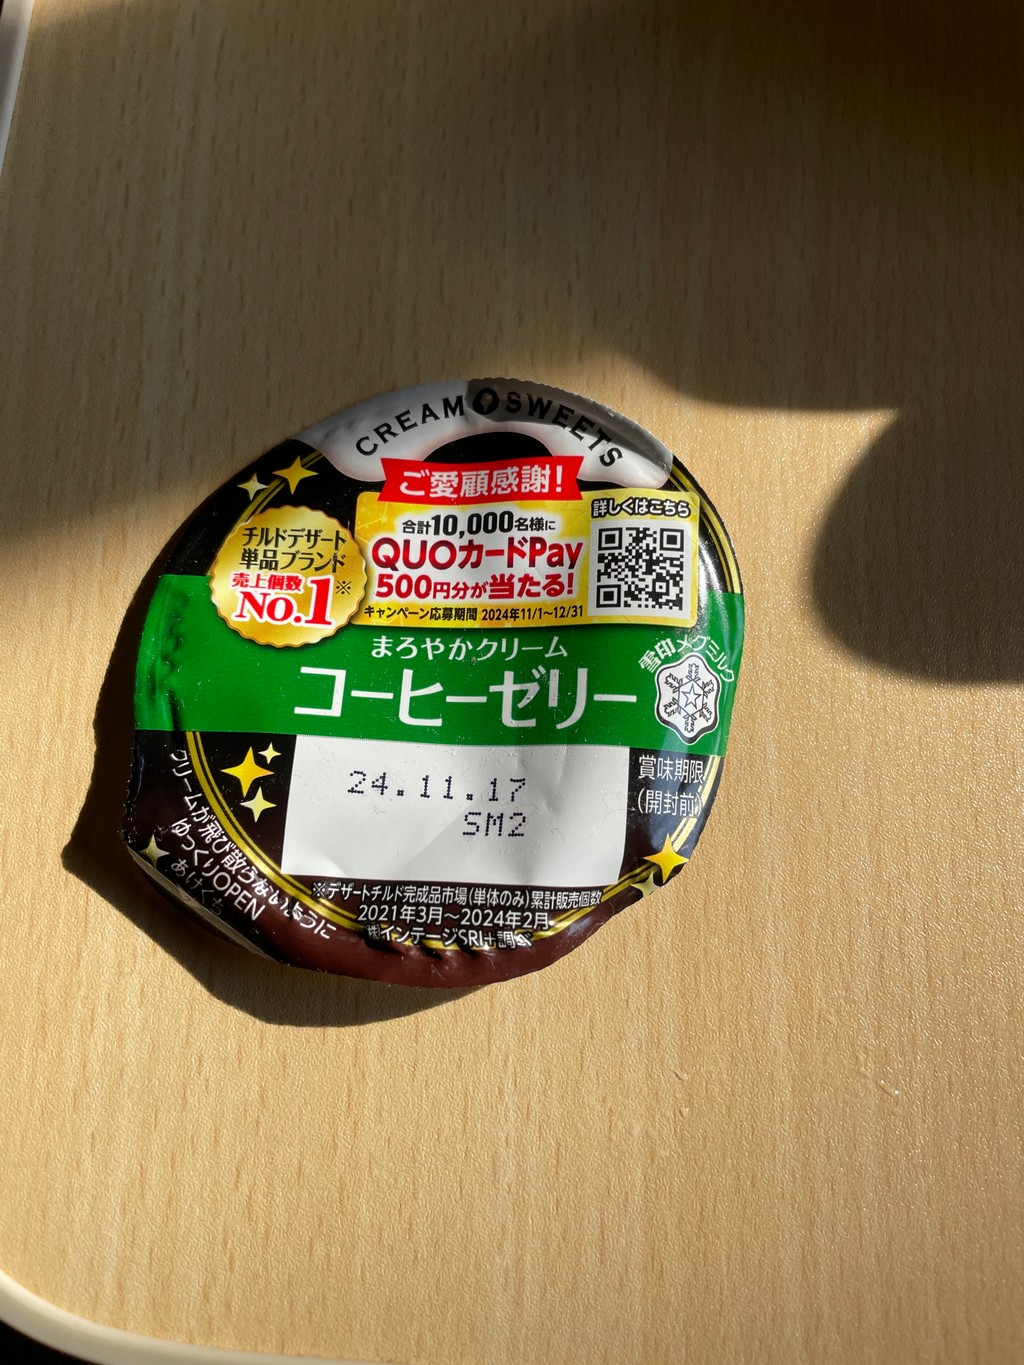 CREAM SWEETS
ご愛顧感謝!
合計10,000名様に
QUOカードPay
500円分が当たる!
キャンペーン応募期間 2024年11/1~12/31
詳しくはこちら
チルドデザート
単品ブランド
売上個数
No.1※
まろやかクリーム
コーヒーゼリー
雪印メグミルク
24.11.17
SM2
賞味期限
(開封前)
クリームが飛び散らないように
ゆっくりOPEN
あけくち
※デザートチルド完成品市場(単体のみ)累計販売個数
2021年3月~2024年2月
㈱インテージSRI+調べ